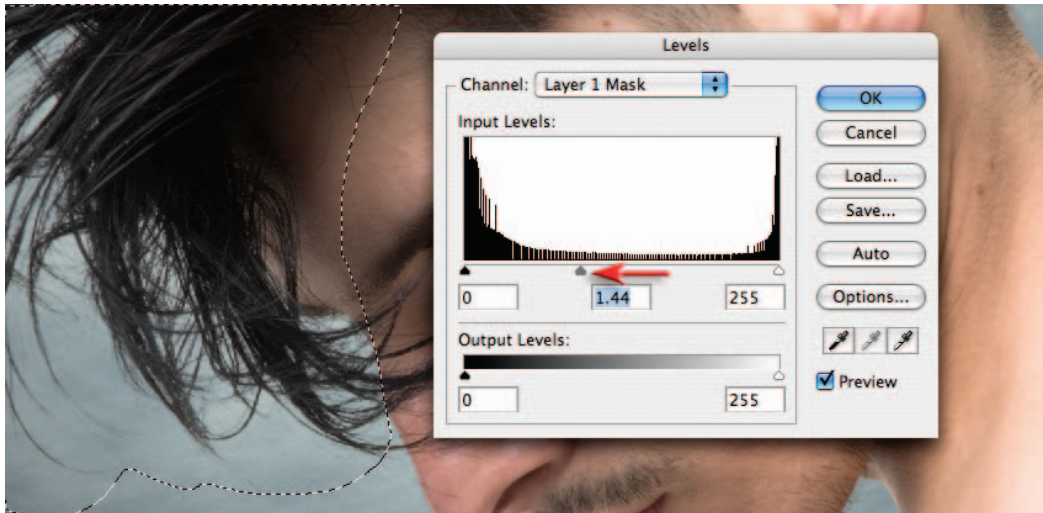 Levels
Channel: Layer 1 Mask
Input Levels:
0 1.44 255
Output Levels:
0 255
OK
Cancel
Load...
Save...
Auto
Options...
Preview